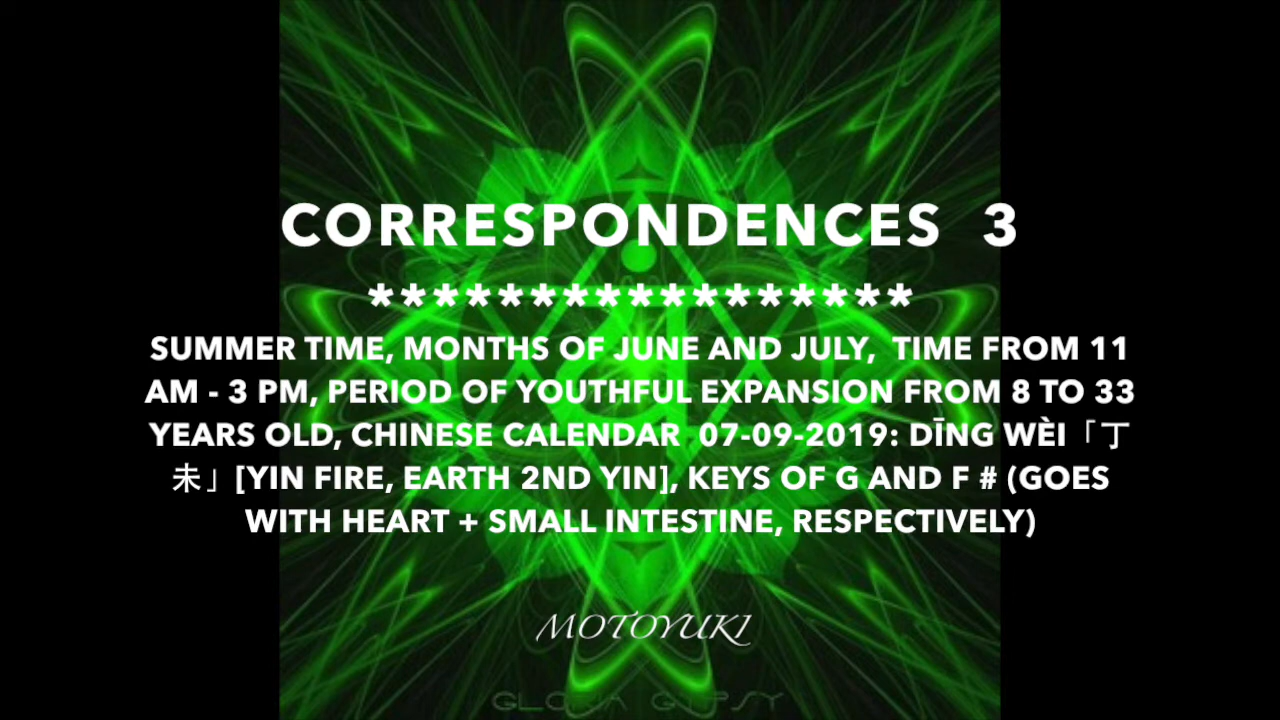 CORRESPONDENCES 3
*****************
SUMMER TIME, MONTHS OF JUNE AND JULY, TIME FROM 11
AM - 3 PM, PERIOD OF YOUTHFUL EXPANSION FROM 8 TO 33
YEARS OLD, CHINESE CALENDAR 07-09-2019: DĪNG WÈI「丁
未」[YIN FIRE, EARTH 2ND YIN], KEYS OF G AND F # (GOES
WITH HEART + SMALL INTESTINE, RESPECTIVELY)
MOTOYUKI
GLORIA GYPSY